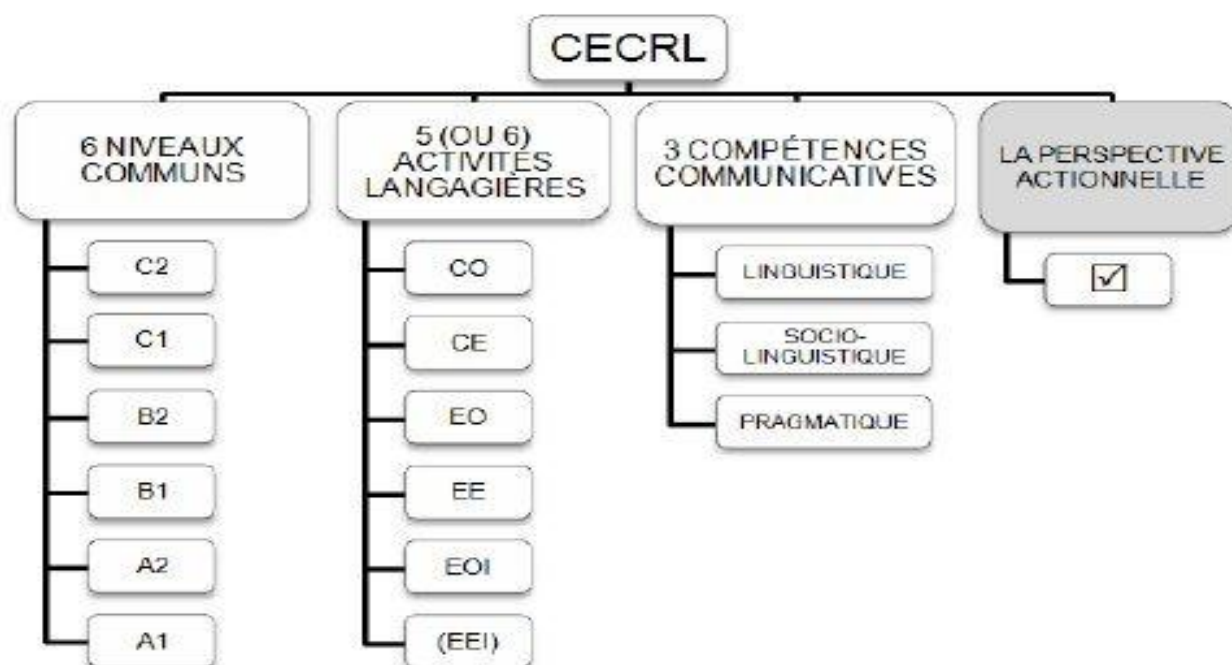 CECRL
6 NIVEAUX
COMMUNS
C2
C1
B2
B1
A2
A1
5 (OU 6)
ACTIVITÉS
LANGAGIÈRES
CO
CE
EO
EE
EOI
(EEI)
3 COMPÉTENCES
COMMUNICATIVES
LINGUISTIQUE
SOCIO-
LINGUISTIQUE
PRAGMATIQUE
LA PERSPECTIVE
ACTIONNELLE
☑